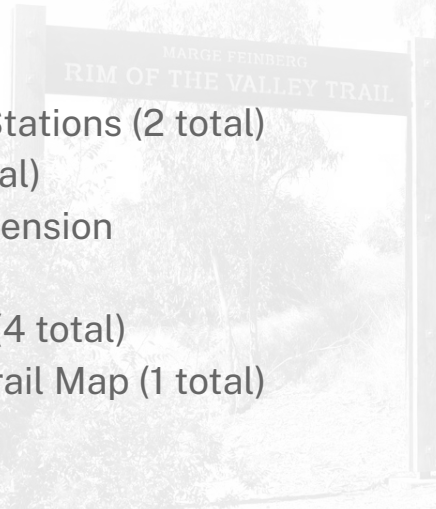 MARGE FEINBERG
RIM OF THE VALLEY TRAIL
Stations (2 total)
al)
ension
(4 total)
rail Map (1 total)